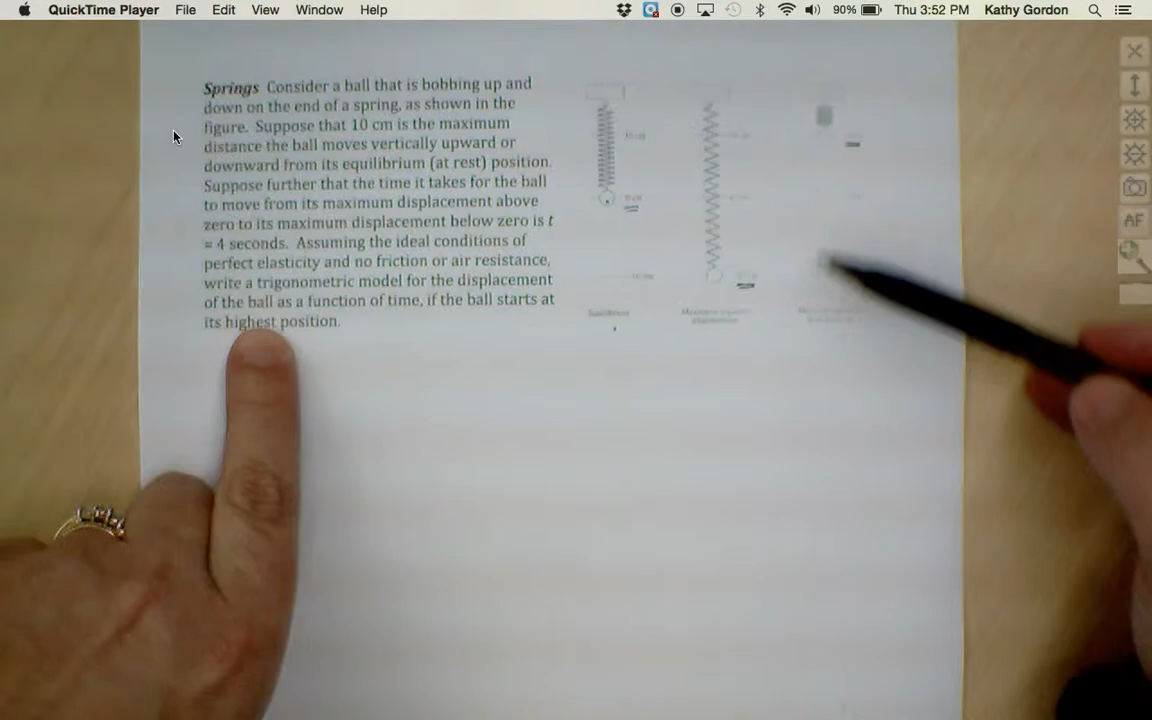 QuickTime Player File Edit View Window Help 90% Thu 3:52 PM Kathy Gordon
Springs Consider a ball that is bobbing up and
down on the end of a spring, as shown in the
figure. Suppose that 10 cm is the maximum
distance the ball moves vertically upward or
downward from its equilibrium (at rest) position.
Suppose further that the time it takes for the ball
to move from its maximum displacement above
zero to its maximum displacement below zero is t
= 4 seconds. Assuming the ideal conditions of
perfect elasticity and no friction or air resistance,
write a trigonometric model for the displacement
of the ball as a function of time, if the ball starts at
its highest position.
AF